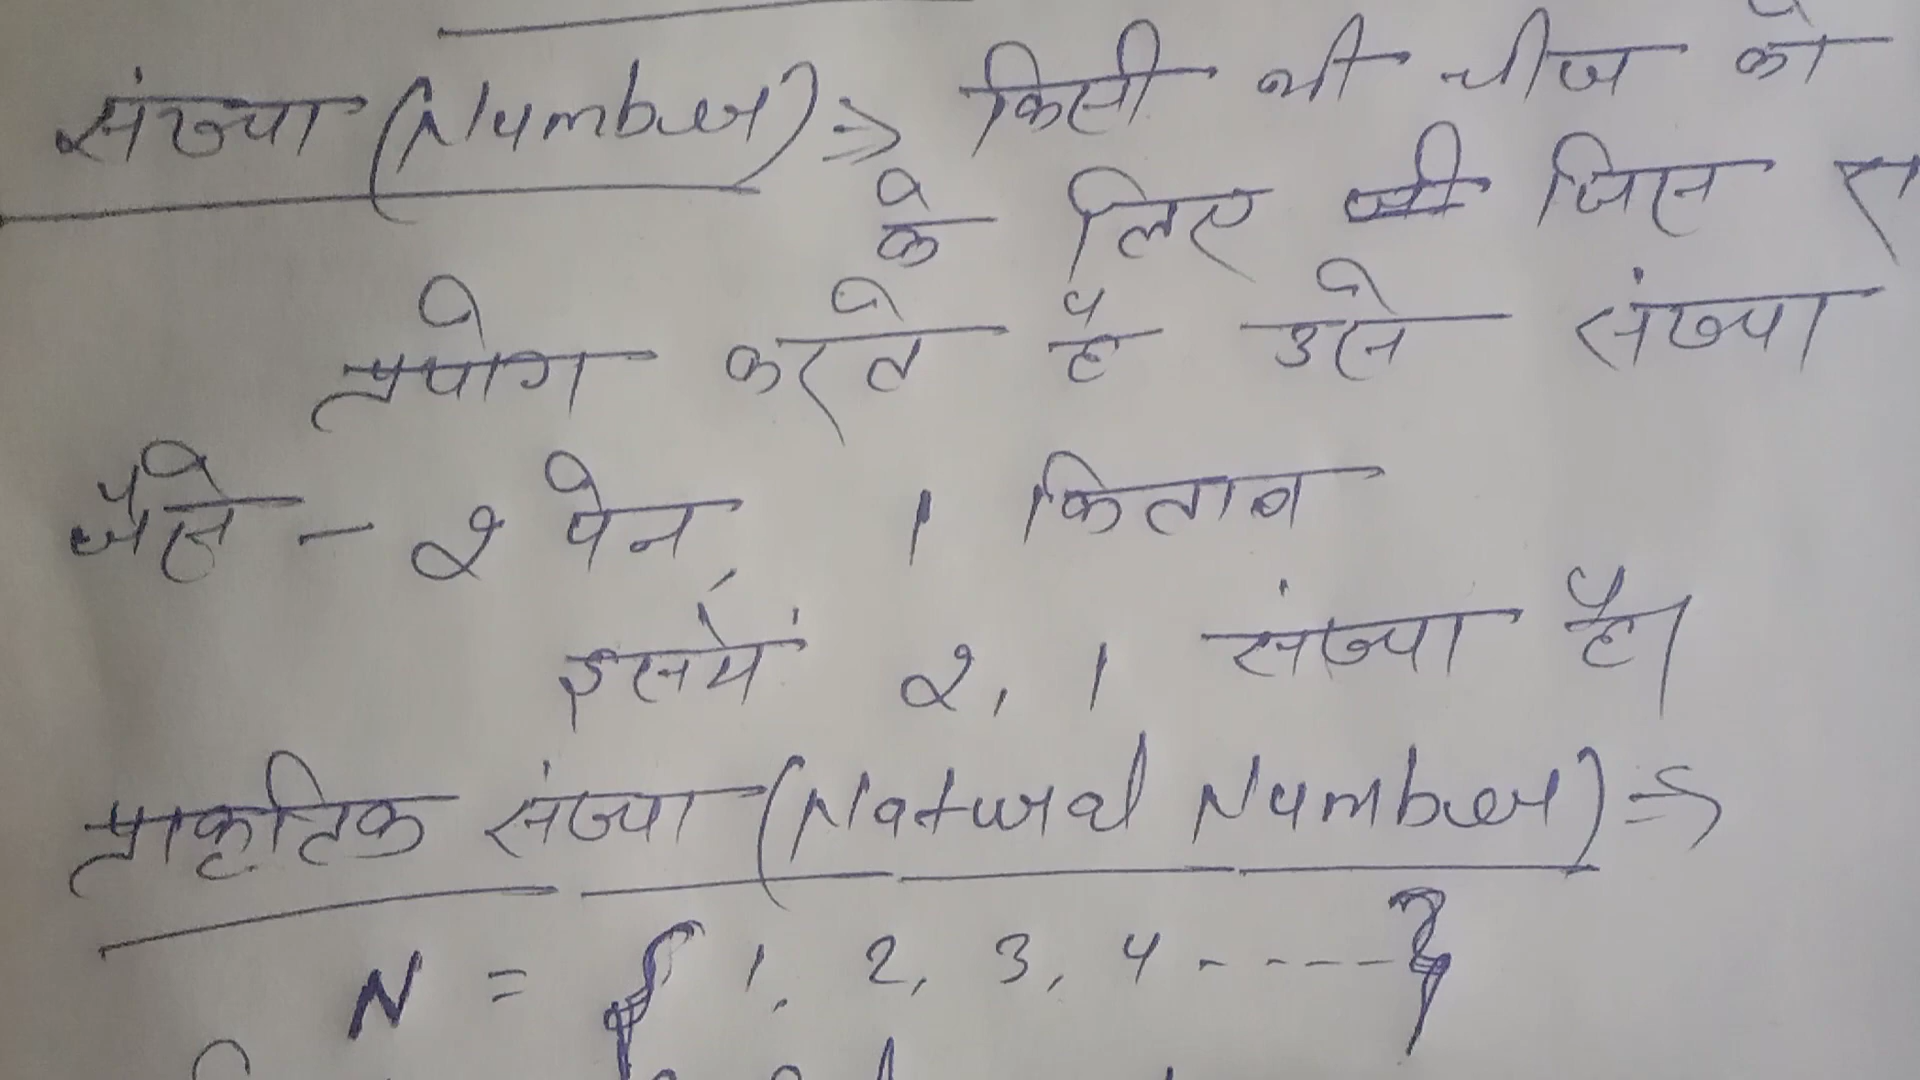 संख्या (Number) ⇒ किसी भी चीज को
के लिए जिस
प्रयोग करते है उसे संख्या
जैसे - 2 पेन, 1 किताब
इसमें 2, 1 संख्या है।
प्राकृतिक संख्या (Natural Number) ⇒
N = { 1, 2, 3, 4 - - - - - }